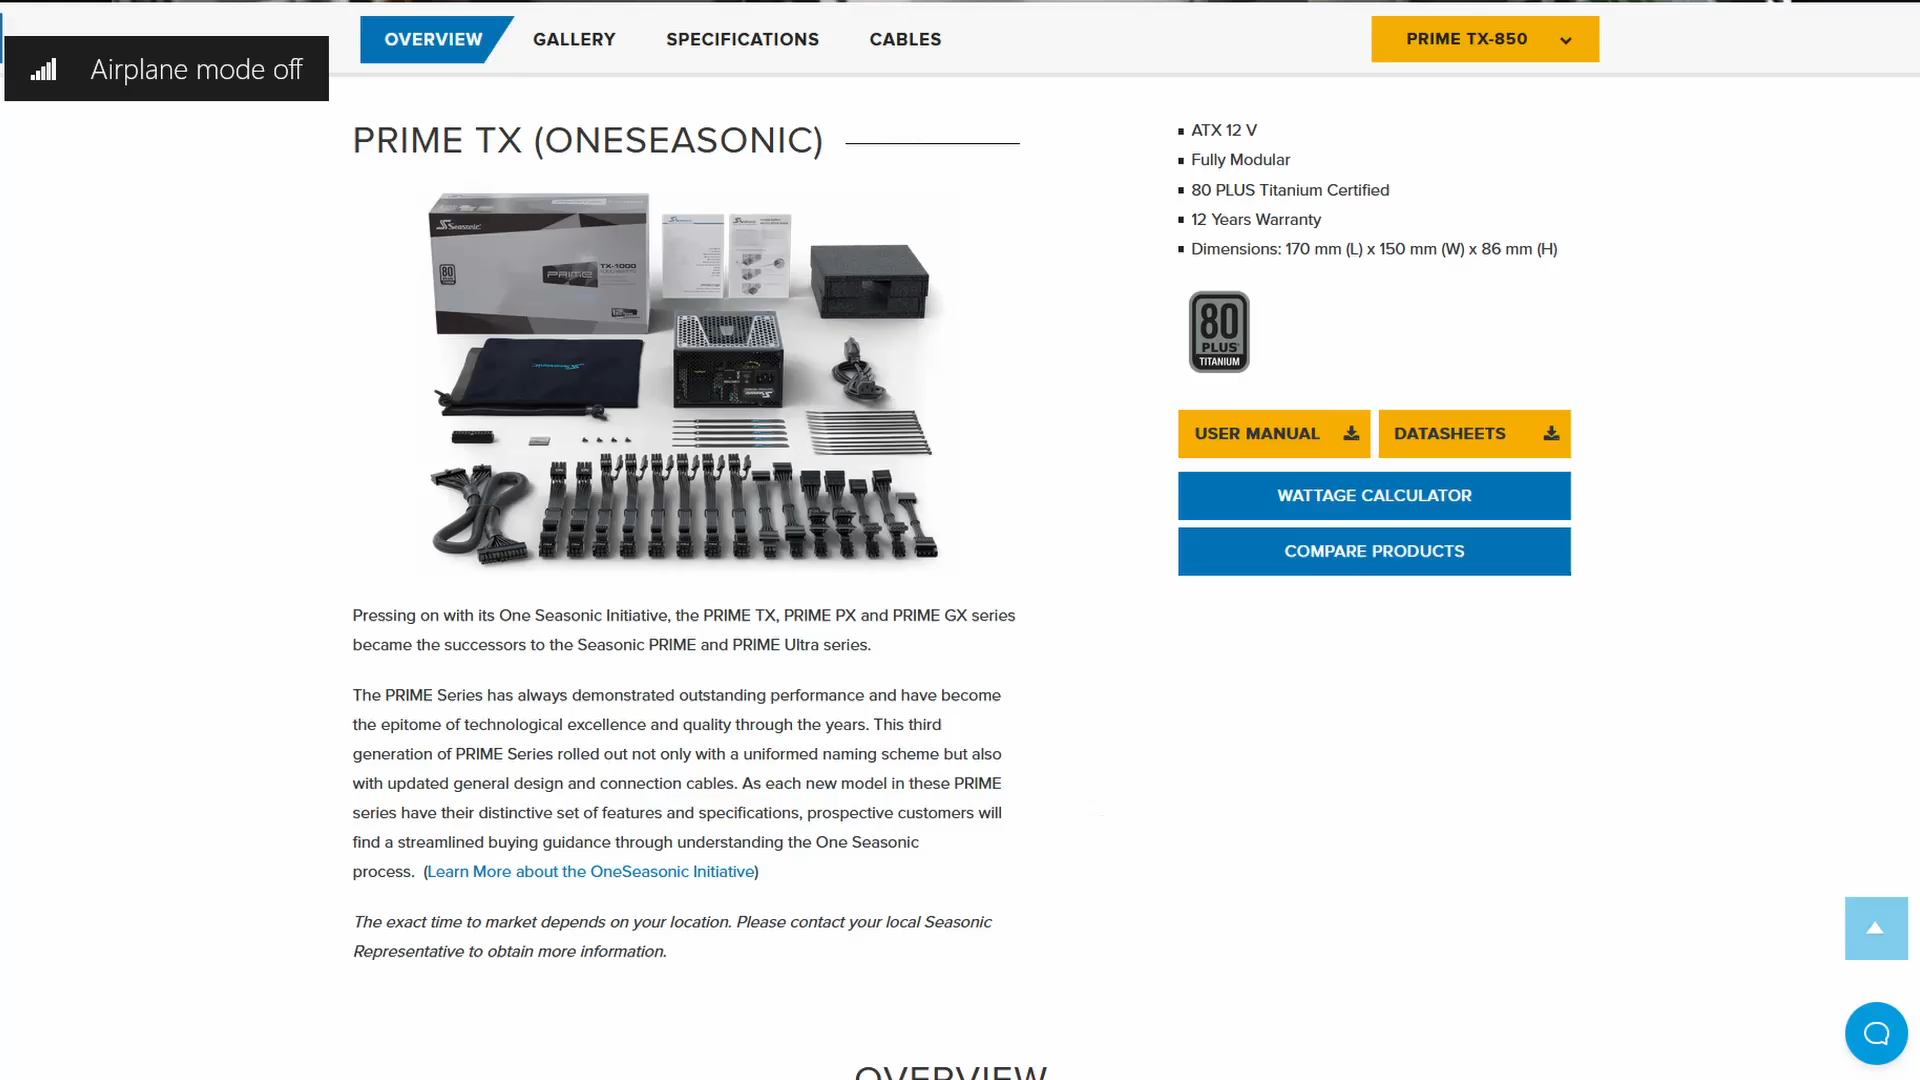 OVERVIEW
GALLERY
SPECIFICATIONS
CABLES
PRIME TX-850
Airplane mode off
PRIME TX (ONESEASONIC)
Seasonic
PRIME
TX-1000
Pressing on with its One Seasonic Initiative, the PRIME TX, PRIME PX and PRIME GX series
became the successors to the Seasonic PRIME and PRIME Ultra series.
The PRIME Series has always demonstrated outstanding performance and have become
the epitome of technological excellence and quality through the years. This third
generation of PRIME Series rolled out not only with a uniformed naming scheme but also
with updated general design and connection cables. As each new model in these PRIME
series have their distinctive set of features and specifications, prospective customers will
find a streamlined buying guidance through understanding the One Seasonic
process.  (Learn More about the OneSeasonic Initiative)
The exact time to market depends on your location. Please contact your local Seasonic
Representative to obtain more information.
ATX 12 V
Fully Modular
80 PLUS Titanium Certified
12 Years Warranty
Dimensions: 170 mm (L) x 150 mm (W) x 86 mm (H)
80
PLUS
TITANIUM
USER MANUAL
DATASHEETS
WATTAGE CALCULATOR
COMPARE PRODUCTS
OVERVIEW